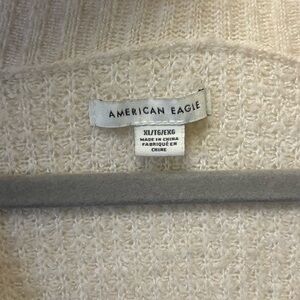 AMERICAN EAGLE
XL/TG/EXG
MADE IN CHINA
FABRIQUÉ EN
CHINE